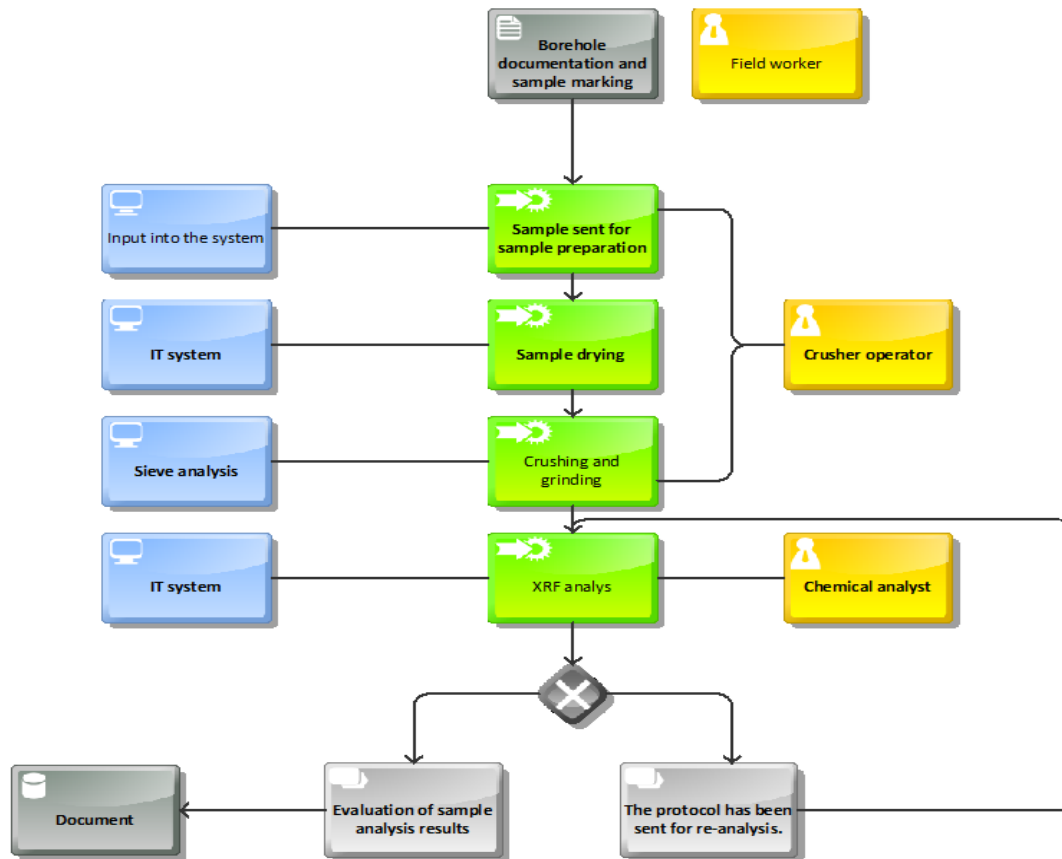 Borehole
documentation and
sample marking
Field worker
Input into the system
Sample sent for
sample preparation
IT system
Sample drying
Crusher operator
Sieve analysis
Crushing and
grinding
IT system
XRF analys
Chemical analyst
Document
Evaluation of sample
analysis results
The protocol has been
sent for re-analysis.